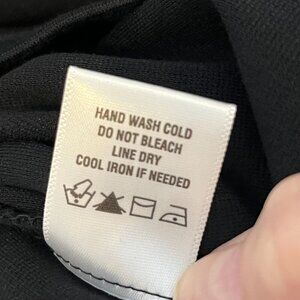 HAND WASH COLD
DO NOT BLEACH
LINE DRY
COOL IRON IF NEEDED